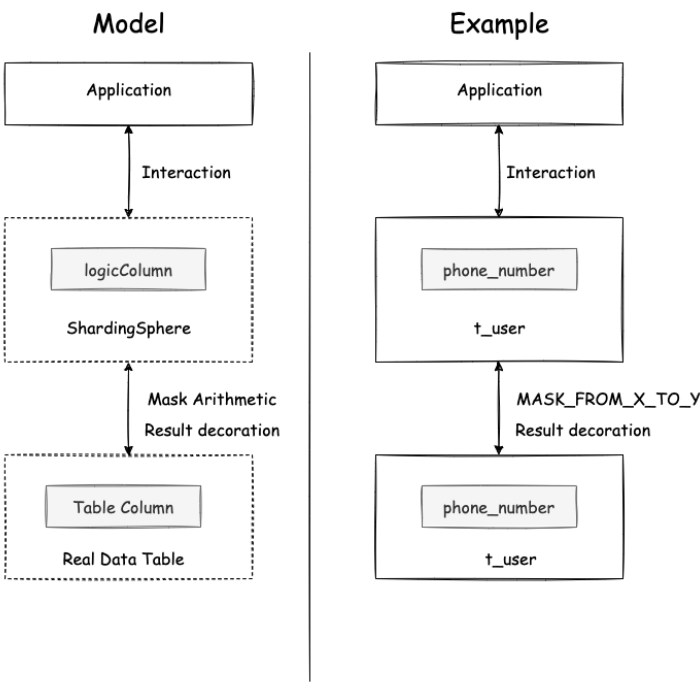 Model
Example
Application
Application
Interaction
Interaction
logicColumn
phone_number
ShardingSphere
t_user
Mask Arithmetic
MASK_FROM_X_TO_Y
Result decoration
Result decoration
Table Column
phone_number
Real Data Table
t_user